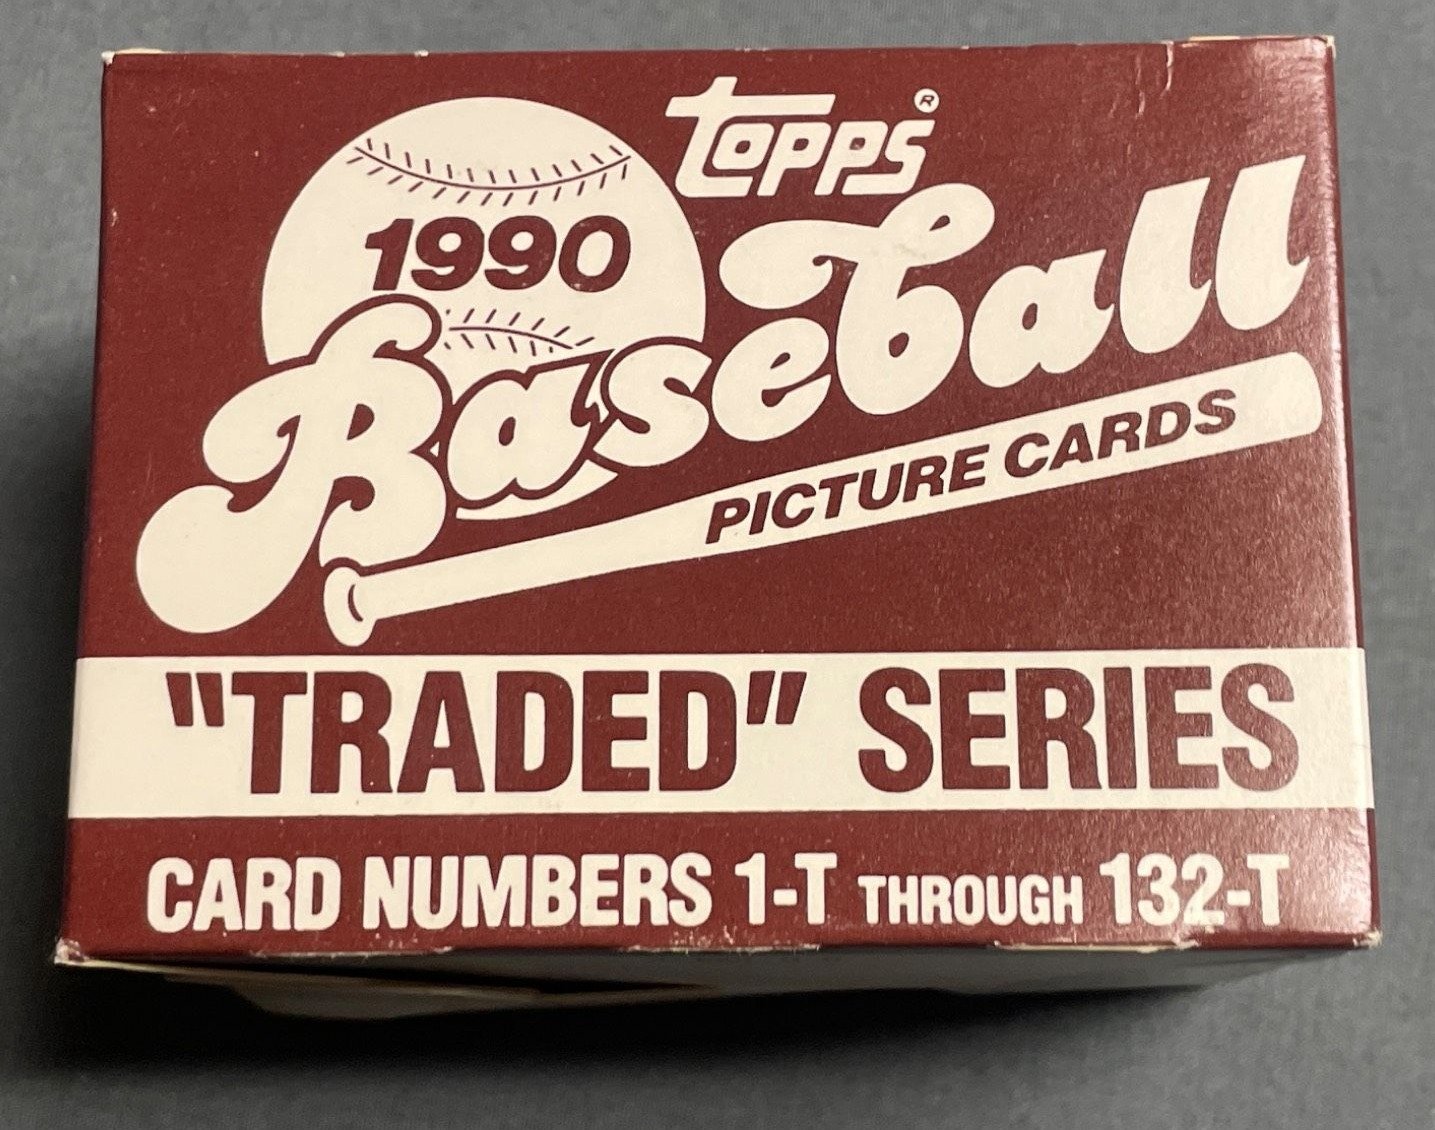 topps®
1990
Baseball
PICTURE CARDS
"TRADED" SERIES
CARD NUMBERS 1-T THROUGH 132-T